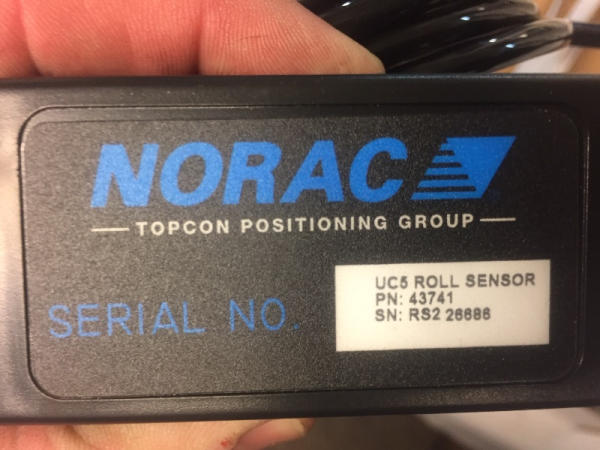 NORAC
TOPCON POSITIONING GROUP
SERIAL NO.
UC5 ROLL SENSOR
PN: 43741
SN: RS2 26686